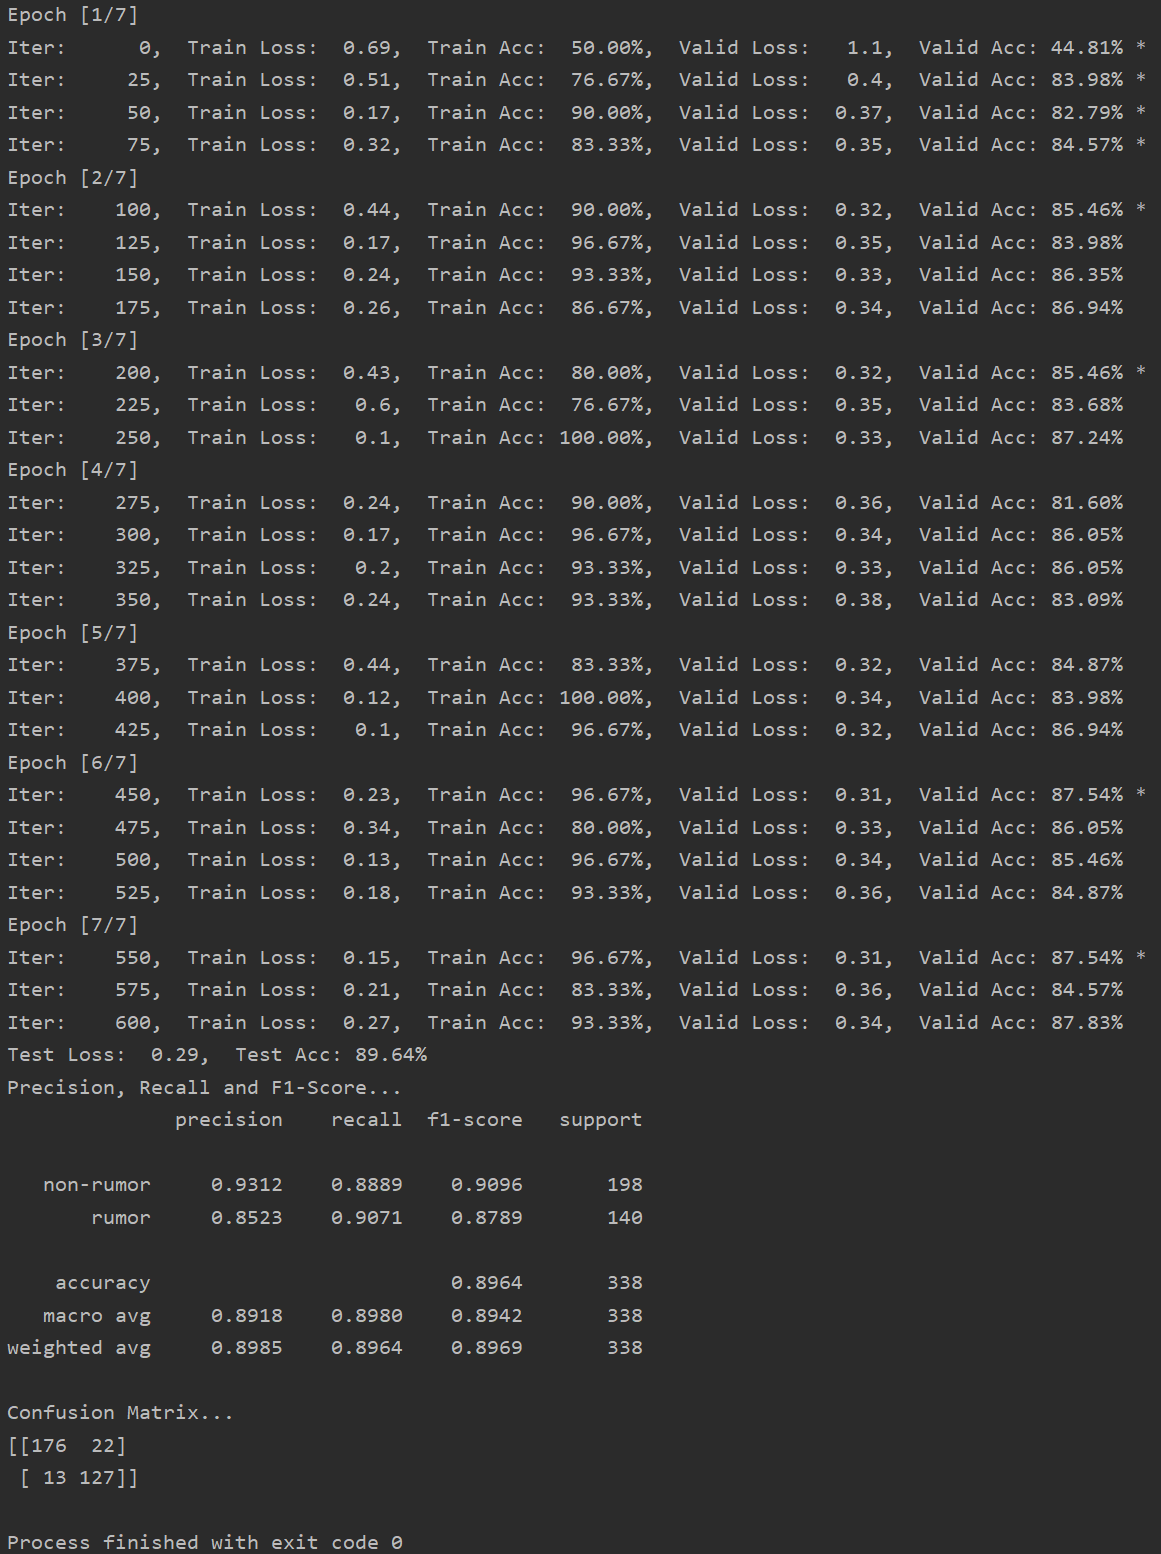 Epoch [1/7]
Iter:      0,  Train Loss:  0.69,  Train Acc:  50.00%,  Valid Loss:   1.1,  Valid Acc: 44.81% *
Iter:     25,  Train Loss:  0.51,  Train Acc:  76.67%,  Valid Loss:   0.4,  Valid Acc: 83.98% *
Iter:     50,  Train Loss:  0.17,  Train Acc:  90.00%,  Valid Loss:  0.37,  Valid Acc: 82.79% *
Iter:     75,  Train Loss:  0.32,  Train Acc:  83.33%,  Valid Loss:  0.35,  Valid Acc: 84.57% *
Epoch [2/7]
Iter:    100,  Train Loss:  0.44,  Train Acc:  90.00%,  Valid Loss:  0.32,  Valid Acc: 85.46% *
Iter:    125,  Train Loss:  0.17,  Train Acc:  96.67%,  Valid Loss:  0.35,  Valid Acc: 83.98%
Iter:    150,  Train Loss:  0.24,  Train Acc:  93.33%,  Valid Loss:  0.33,  Valid Acc: 86.35%
Iter:    175,  Train Loss:  0.26,  Train Acc:  86.67%,  Valid Loss:  0.34,  Valid Acc: 86.94%
Epoch [3/7]
Iter:    200,  Train Loss:  0.43,  Train Acc:  80.00%,  Valid Loss:  0.32,  Valid Acc: 85.46% *
Iter:    225,  Train Loss:   0.6,  Train Acc:  76.67%,  Valid Loss:  0.35,  Valid Acc: 83.68%
Iter:    250,  Train Loss:   0.1,  Train Acc: 100.00%,  Valid Loss:  0.33,  Valid Acc: 87.24%
Epoch [4/7]
Iter:    275,  Train Loss:  0.24,  Train Acc:  90.00%,  Valid Loss:  0.36,  Valid Acc: 81.60%
Iter:    300,  Train Loss:  0.17,  Train Acc:  96.67%,  Valid Loss:  0.34,  Valid Acc: 86.05%
Iter:    325,  Train Loss:   0.2,  Train Acc:  93.33%,  Valid Loss:  0.33,  Valid Acc: 86.05%
Iter:    350,  Train Loss:  0.24,  Train Acc:  93.33%,  Valid Loss:  0.38,  Valid Acc: 83.09%
Epoch [5/7]
Iter:    375,  Train Loss:  0.44,  Train Acc:  83.33%,  Valid Loss:  0.32,  Valid Acc: 84.87%
Iter:    400,  Train Loss:  0.12,  Train Acc: 100.00%,  Valid Loss:  0.34,  Valid Acc: 83.98%
Iter:    425,  Train Loss:   0.1,  Train Acc:  96.67%,  Valid Loss:  0.32,  Valid Acc: 86.94%
Epoch [6/7]
Iter:    450,  Train Loss:  0.23,  Train Acc:  96.67%,  Valid Loss:  0.31,  Valid Acc: 87.54% *
Iter:    475,  Train Loss:  0.34,  Train Acc:  80.00%,  Valid Loss:  0.33,  Valid Acc: 86.05%
Iter:    500,  Train Loss:  0.13,  Train Acc:  96.67%,  Valid Loss:  0.34,  Valid Acc: 85.46%
Iter:    525,  Train Loss:  0.18,  Train Acc:  93.33%,  Valid Loss:  0.36,  Valid Acc: 84.87%
Epoch [7/7]
Iter:    550,  Train Loss:  0.15,  Train Acc:  96.67%,  Valid Loss:  0.31,  Valid Acc: 87.54% *
Iter:    575,  Train Loss:  0.21,  Train Acc:  83.33%,  Valid Loss:  0.36,  Valid Acc: 84.57%
Iter:    600,  Train Loss:  0.27,  Train Acc:  93.33%,  Valid Loss:  0.34,  Valid Acc: 87.83%
Test Loss:  0.29,  Test Acc: 89.64%
Precision, Recall and F1-Score...
              precision    recall  f1-score   support
   non-rumor     0.9312    0.8889    0.9096       198
       rumor     0.8523    0.9071    0.8789       140
    accuracy                         0.8964       338
   macro avg     0.8918    0.8980    0.8942       338
weighted avg     0.8985    0.8964    0.8969       338
Confusion Matrix...
[[176  22]
 [ 13 127]]
Process finished with exit code 0